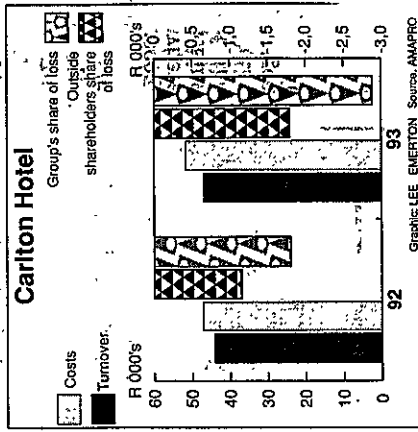 Carlton Hotel
Costs
Turnover
Group's share of loss
Outside
shareholders share
of loss
R 000's
R 000's
60
50
40
30
20
10
0
-0,5
-1,0
-1,5
-2,0
-2,5
-3,0
92
93
Graphic: LEE EMERTON Source: AMAPRO